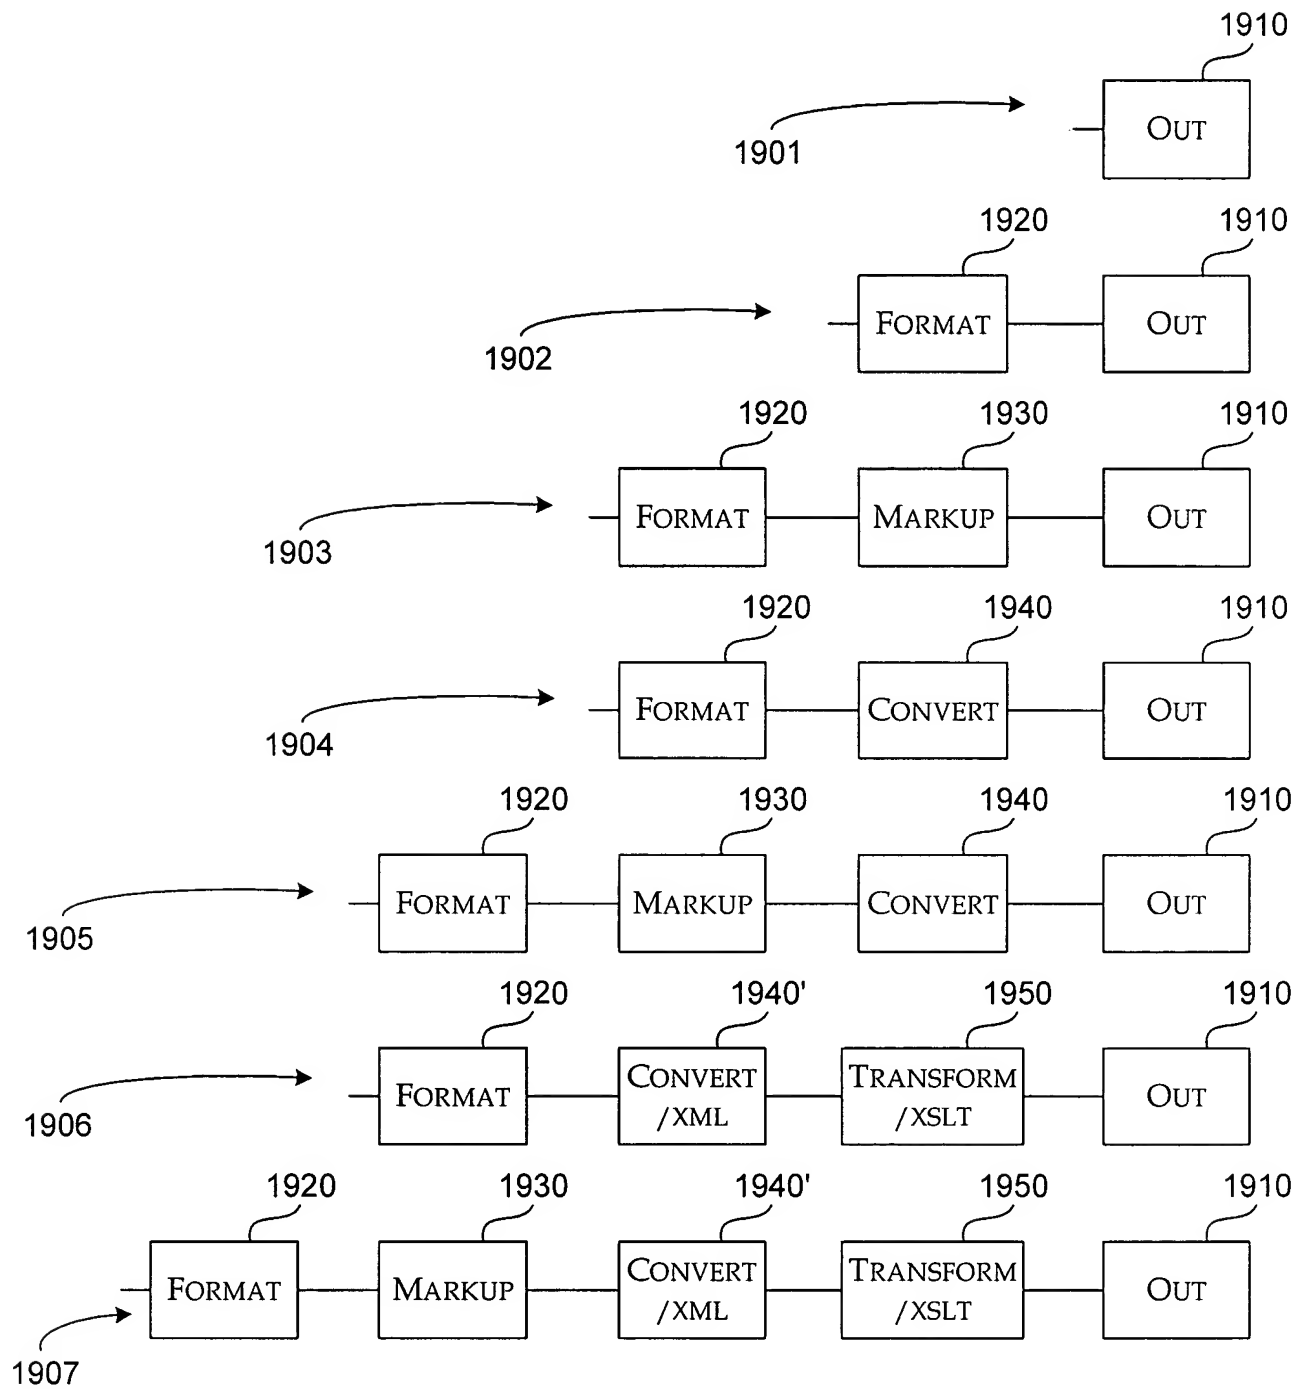 1910
OUT
1901
1920
1910
FORMAT
OUT
1902
1920
1930
1910
FORMAT
MARKUP
OUT
1903
1920
1940
1910
FORMAT
CONVERT
OUT
1904
1920
1930
1940
1910
FORMAT
MARKUP
CONVERT
OUT
1905
1920
1940'
1950
1910
FORMAT
CONVERT
/XML
TRANSFORM
/XSLT
OUT
1906
1920
1930
1940'
1950
1910
FORMAT
MARKUP
CONVERT
/XML
TRANSFORM
/XSLT
OUT
1907